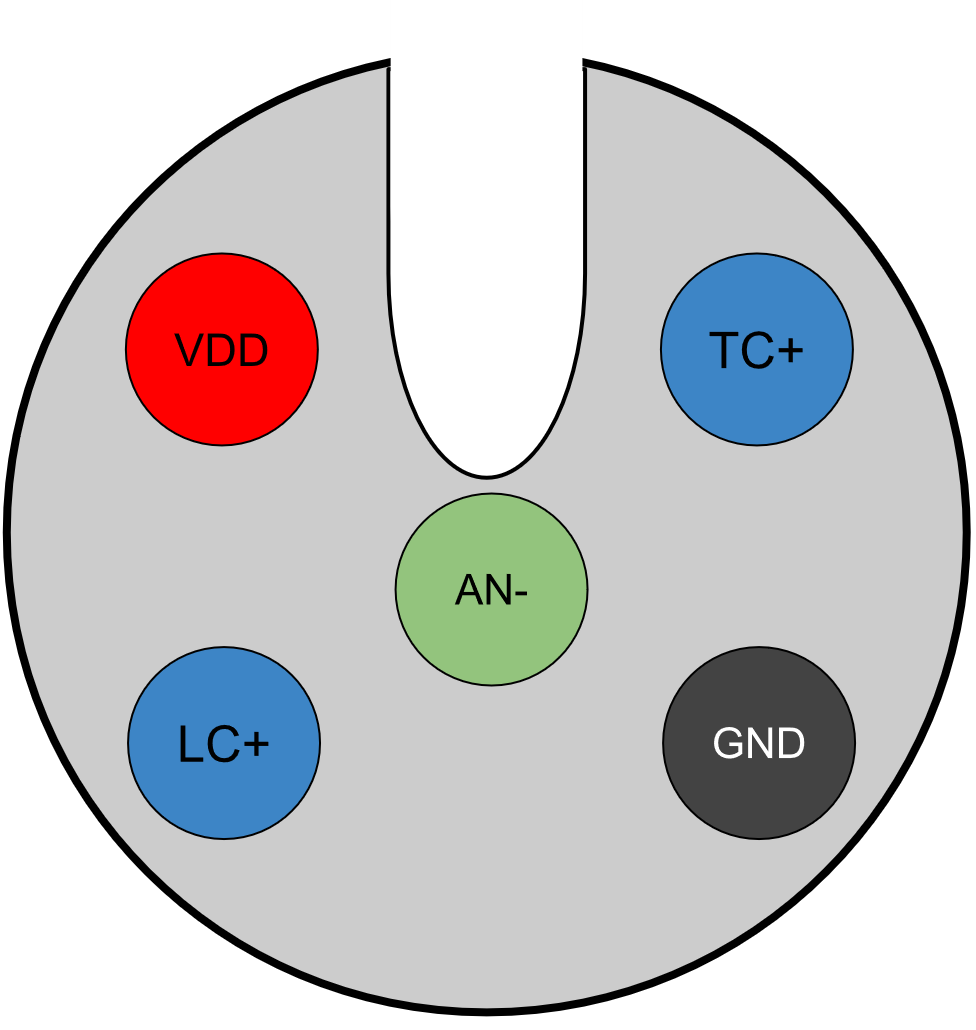 VDD
TC+
AN-
LC+
GND